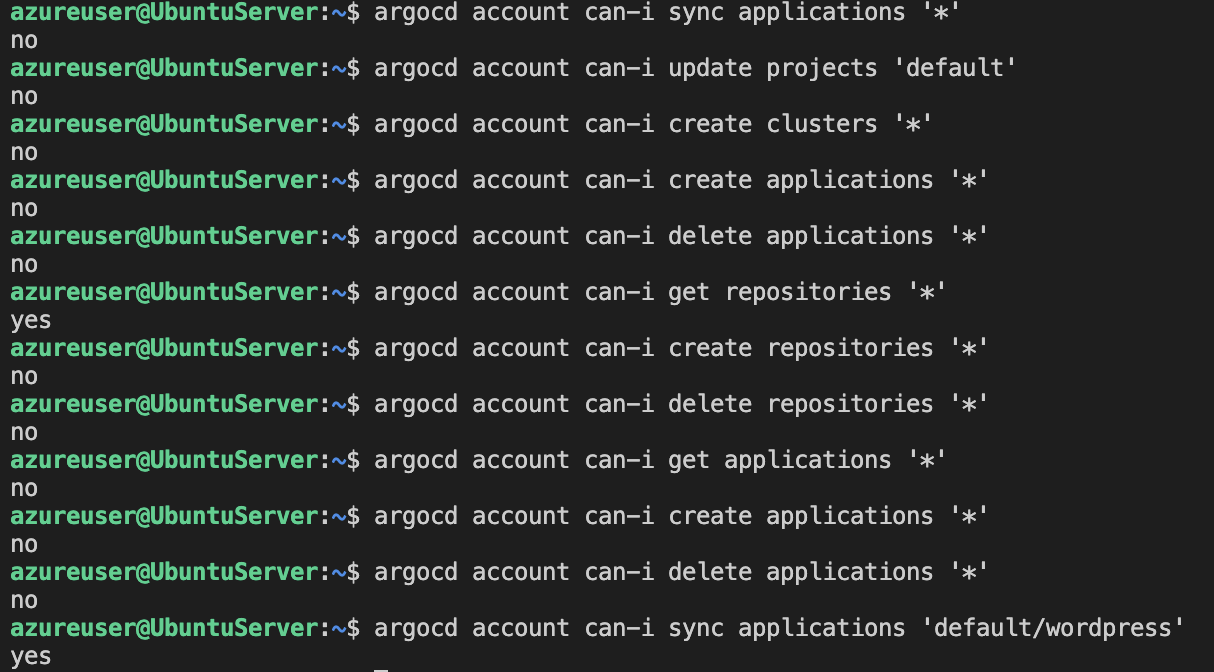 azureuser@UbuntuServer:~$ argocd account can-i sync applications '*'
no
azureuser@UbuntuServer:~$ argocd account can-i update projects 'default'
no
azureuser@UbuntuServer:~$ argocd account can-i create clusters '*'
no
azureuser@UbuntuServer:~$ argocd account can-i create applications '*'
no
azureuser@UbuntuServer:~$ argocd account can-i delete applications '*'
no
azureuser@UbuntuServer:~$ argocd account can-i get repositories '*'
yes
azureuser@UbuntuServer:~$ argocd account can-i create repositories '*'
no
azureuser@UbuntuServer:~$ argocd account can-i delete repositories '*'
no
azureuser@UbuntuServer:~$ argocd account can-i get applications '*'
no
azureuser@UbuntuServer:~$ argocd account can-i create applications '*'
no
azureuser@UbuntuServer:~$ argocd account can-i delete applications '*'
no
azureuser@UbuntuServer:~$ argocd account can-i sync applications 'default/wordpress'
yes